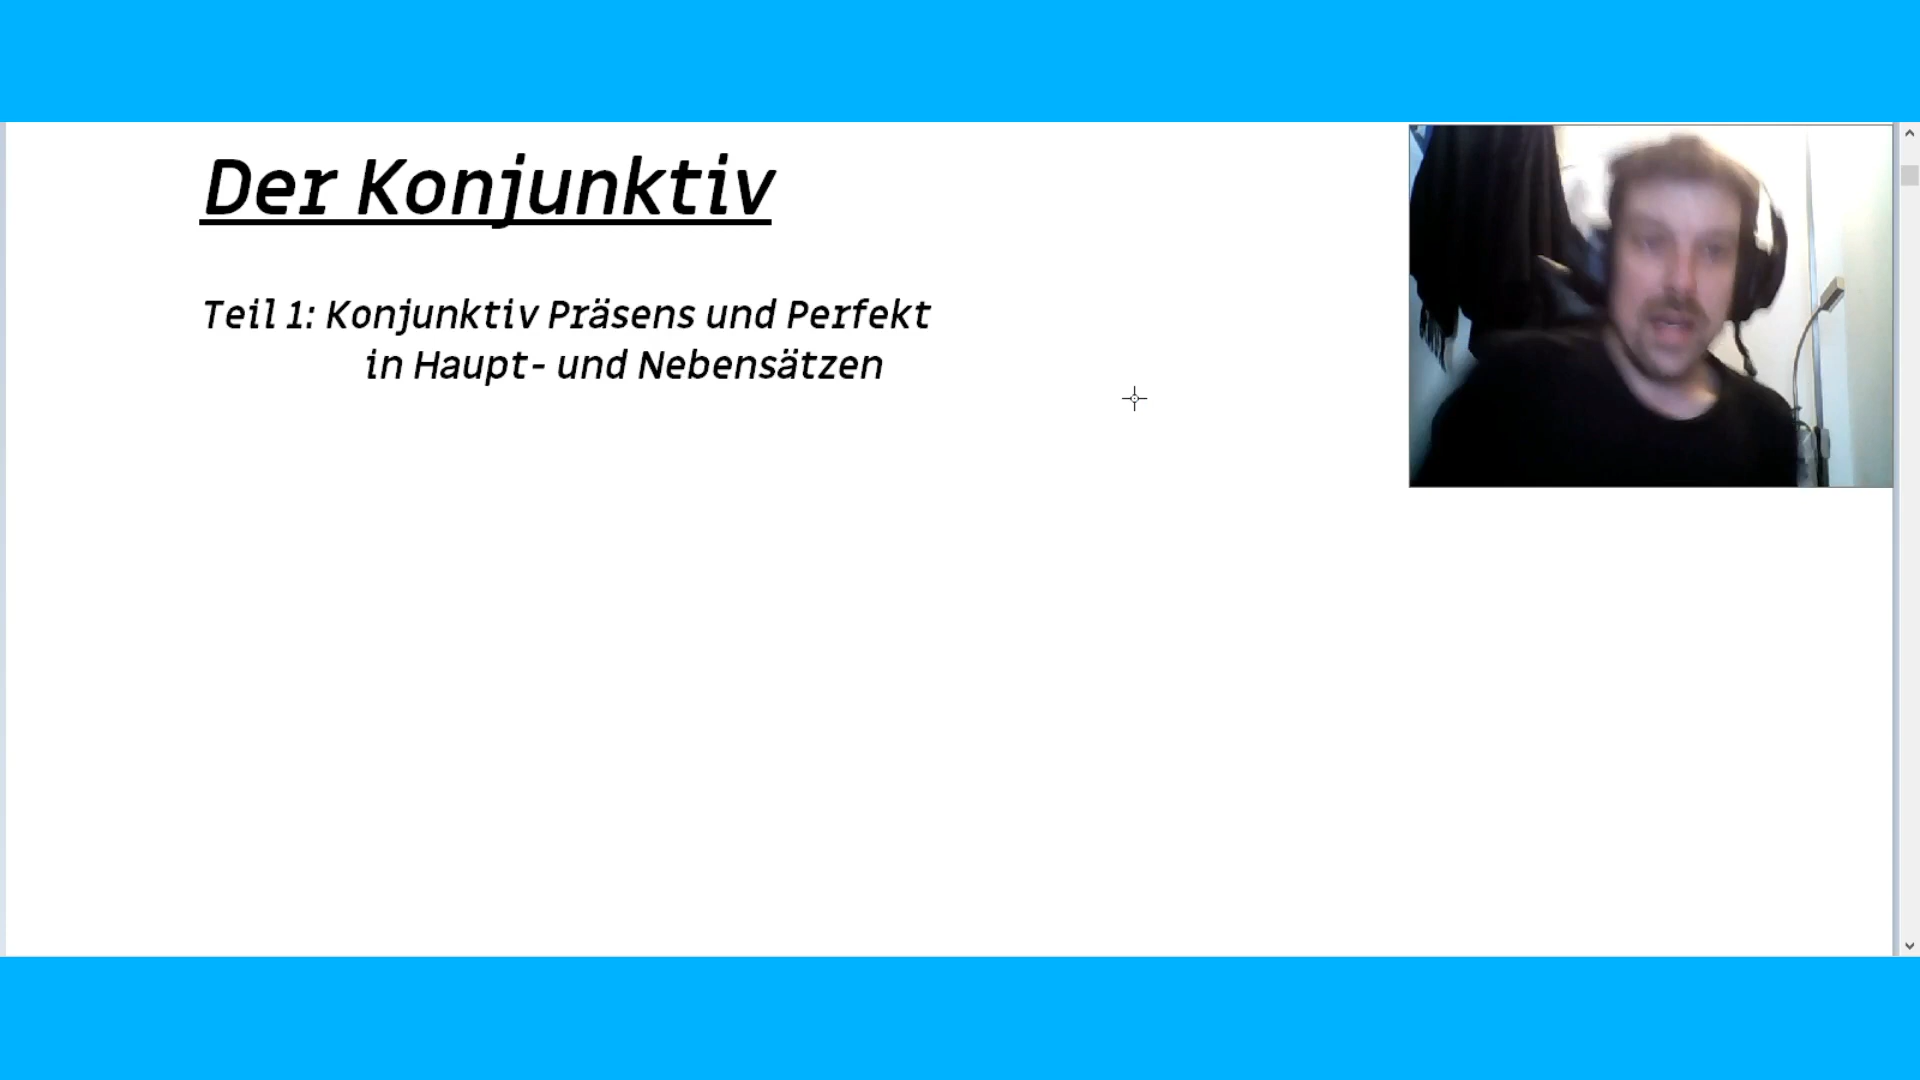 Der Konjunktiv
Teil 1: Konjunktiv Präsens und Perfekt
in Haupt- und Nebensätzen